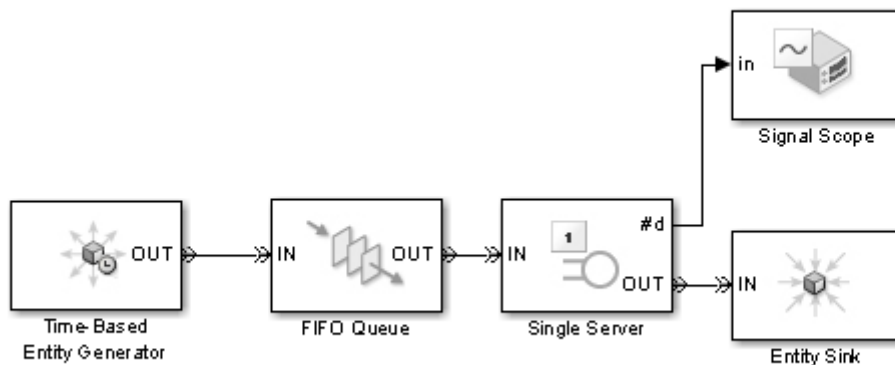 in
Signal Scope
OUT
Time-Based
Entity Generator
IN
OUT
FIFO Queue
IN
1
#d
OUT
Single Server
IN
Entity Sink